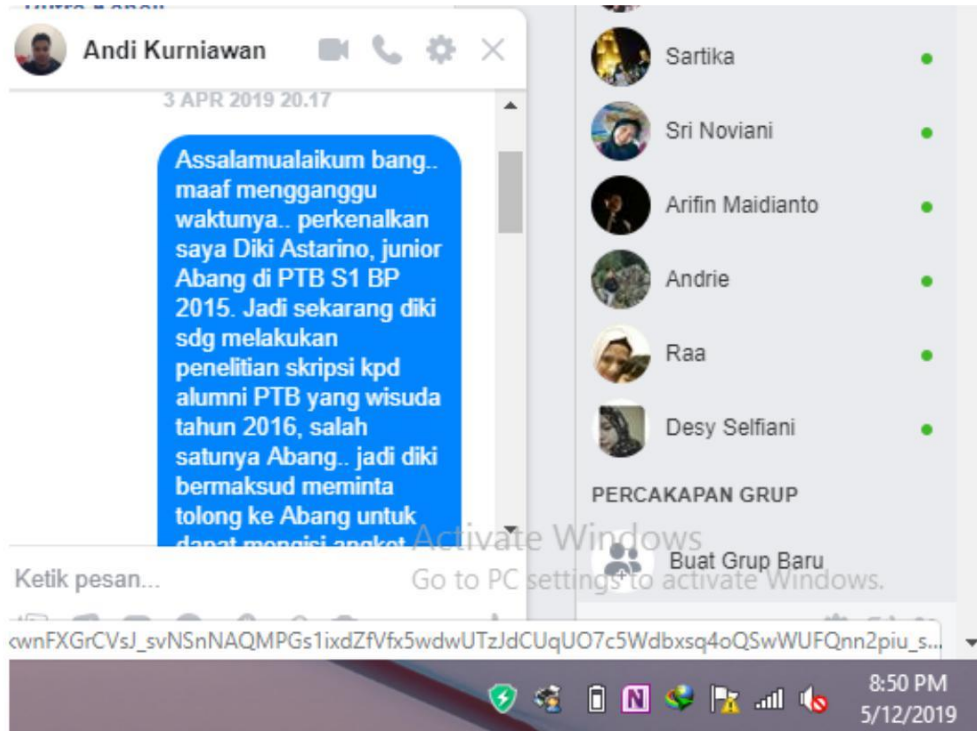 Andi Kurniawan
3 APR 2019 20.17
Assalamualaikum bang..
maaf mengganggu
waktunya.. perkenalkan
saya Diki Astarino, junior
Abang di PTB S1 BP
2015. Jadi sekarang diki
sdg melakukan
penelitian skripsi kpd
alumni PTB yang wisuda
tahun 2016, salah
satunya Abang.. jadi diki
bermaksud meminta
tolong ke Abang untuk
dapat mengisi angket
Ketik pesan...
Sartika
Sri Noviani
Arifin Maidianto
Andrie
Raa
Desy Selfiani
PERCAKAPAN GRUP
Buat Grup Baru
Activate Windows
Go to PC settings to activate Windows.
8:50 PM
5/12/2019